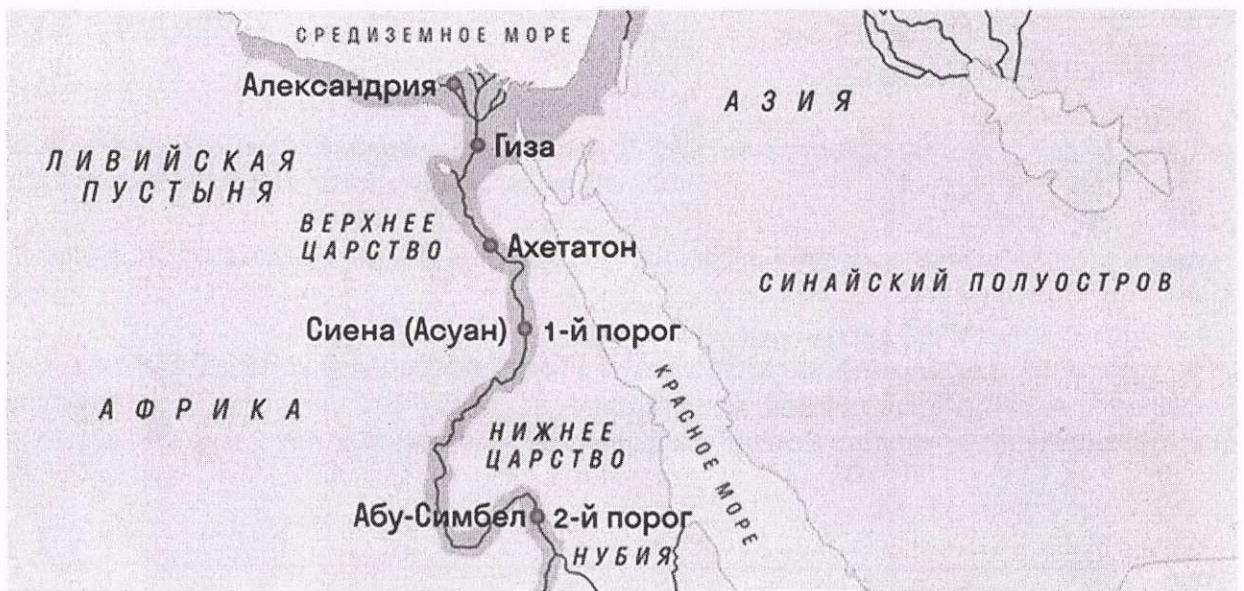 СРЕДИЗЕМНОЕ МОРЕ
Александрия
АЗИЯ
Гиза
ЛИВИЙСКАЯ
ПУСТЫНЯ
ВЕРХНЕЕ
ЦАРСТВО
Ахетатон
СИНАЙСКИЙ ПОЛУОСТРОВ
Сиена (Асуан)
1-й порог
КРАСНОЕ МОРЕ
АФРИКА
НИЖНЕЕ
ЦАРСТВО
Абу-Симбел
2-й порог
НУБИЯ